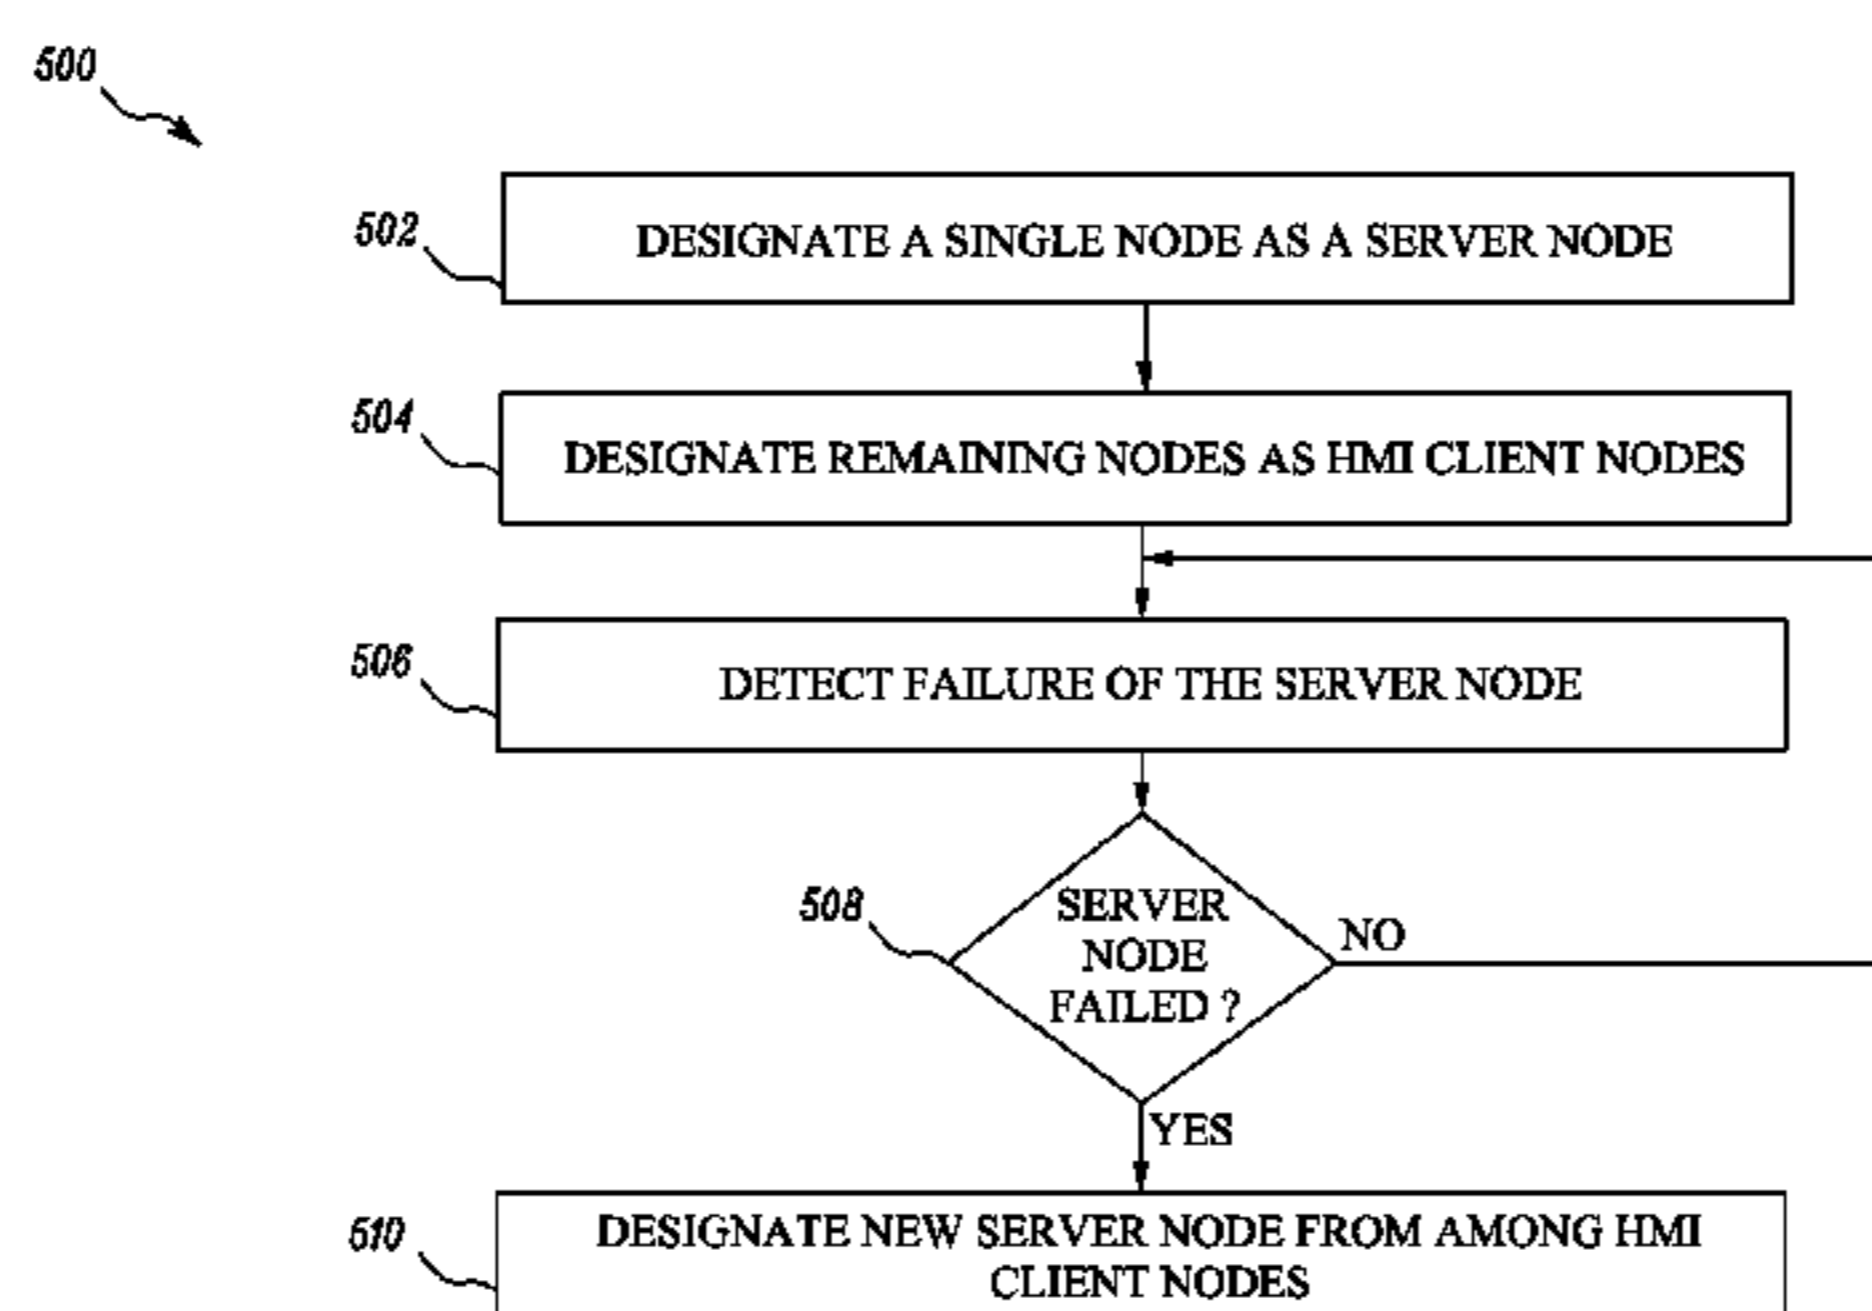 500
502
DESIGNATE A SINGLE NODE AS A SERVER NODE
504
DESIGNATE REMAINING NODES AS HMI CLIENT NODES
506
DETECT FAILURE OF THE SERVER NODE
508
SERVER
NODE
FAILED ?
NO
YES
510
DESIGNATE NEW SERVER NODE FROM AMONG HMI
CLIENT NODES